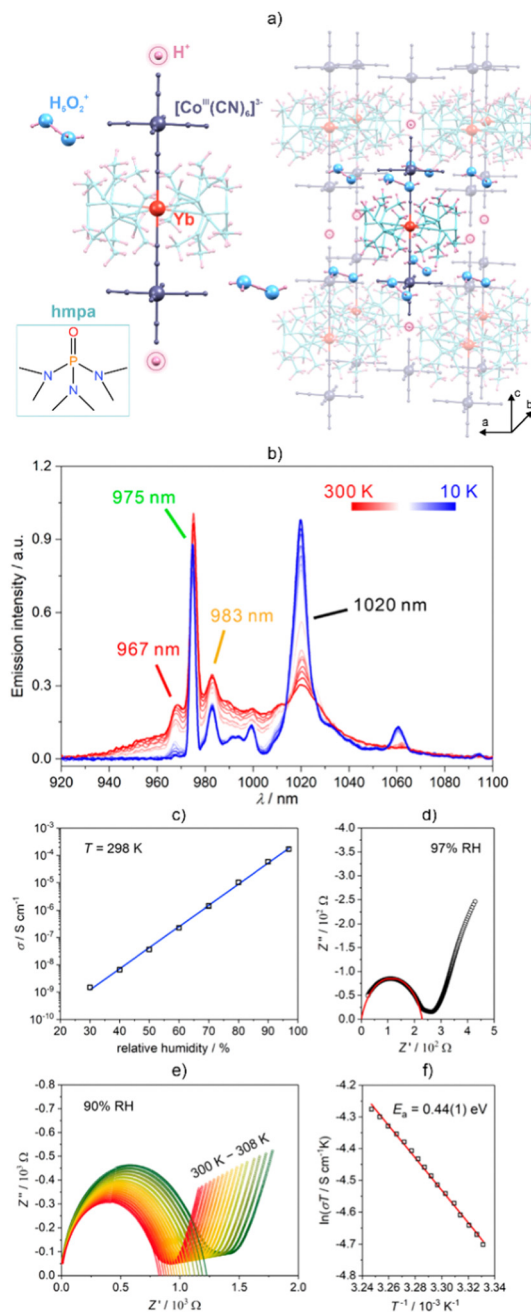 a)
H⁺
H₅O₂⁺
[Coᴵᴵᴵ(CN)₆]³⁻
Yb
hmpa
O
P
N
N
N
c
b
a
b)
1.2
0.9
0.6
0.3
0.0
Emission intensity / a.u.
975 nm
300 K
10 K
983 nm
967 nm
1020 nm
920 940 960 980 1000 1020 1040 1060 1080 1100
λ / nm
c)
T = 298 K
10⁻³
10⁻⁴
10⁻⁵
10⁻⁶
10⁻⁷
10⁻⁸
10⁻⁹
10⁻¹⁰
σ / S cm⁻¹
20 30 40 50 60 70 80 90 100
relative humidity / %
d)
97% RH
-4.0
-3.5
-3.0
-2.5
-2.0
-1.5
-1.0
-0.5
0.0
Z'' / 10² Ω
0 1 2 3 4 5
Z' / 10² Ω
e)
90% RH
300 K – 308 K
-0.8
-0.7
-0.6
-0.5
-0.4
-0.3
-0.2
-0.1
0.0
Z'' / 10³ Ω
0.0 0.5 1.0 1.5 2.0
Z' / 10³ Ω
f)
Eₐ = 0.44(1) eV
-4.2
-4.3
-4.4
-4.5
-4.6
-4.7
-4.8
ln(σT / S cm⁻¹K)
3.24 3.26 3.28 3.30 3.32 3.34
T⁻¹ / 10⁻³ K⁻¹